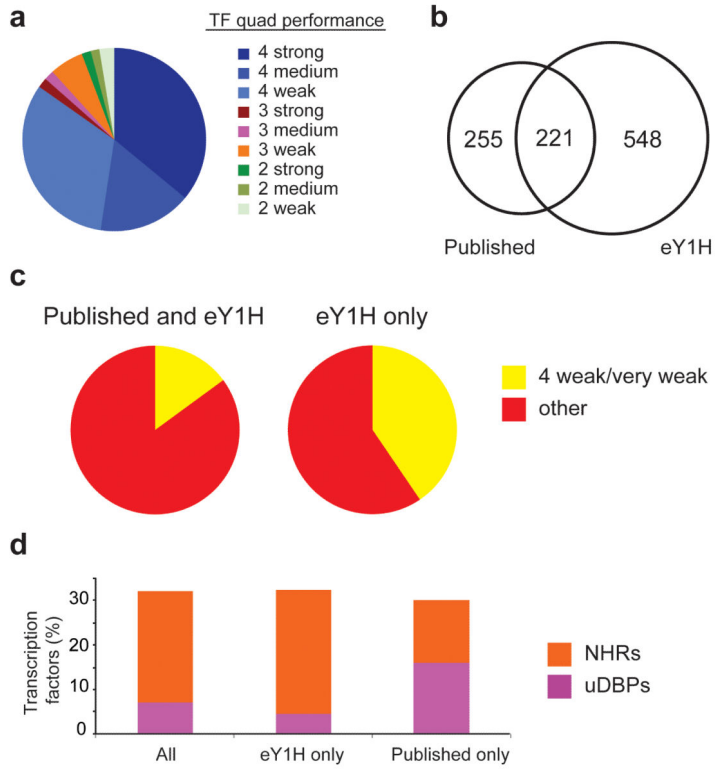 a
TF quad performance
4 strong
4 medium
4 weak
3 strong
3 medium
3 weak
2 strong
2 medium
2 weak
b
255
221
548
Published
eY1H
c
Published and eY1H
eY1H only
4 weak/very weak
other
d
Transcription
factors (%)
30
20
10
0
All
eY1H only
Published only
NHRs
uDBPs